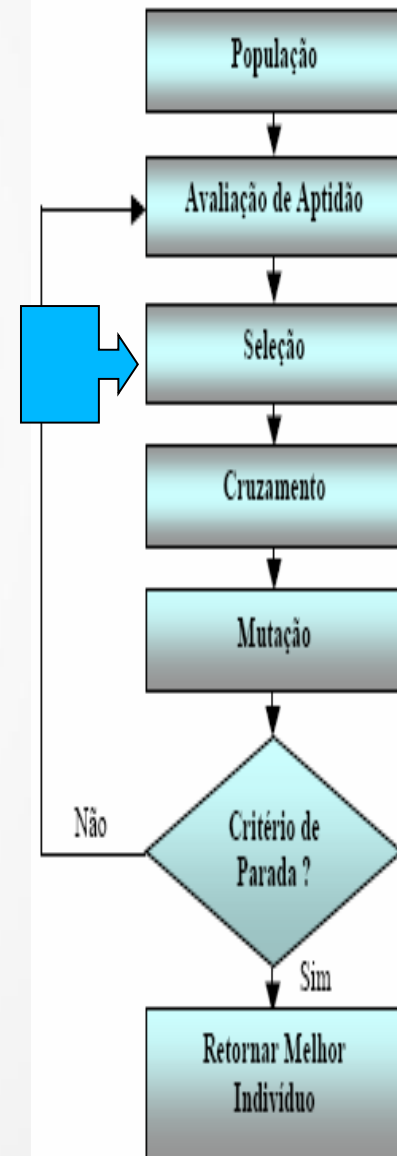 População
Avaliação de Aptidão
Seleção
Cruzamento
Mutação
Critério de
Parada ?
Não
Sim
Retornar Melhor
Indivíduo